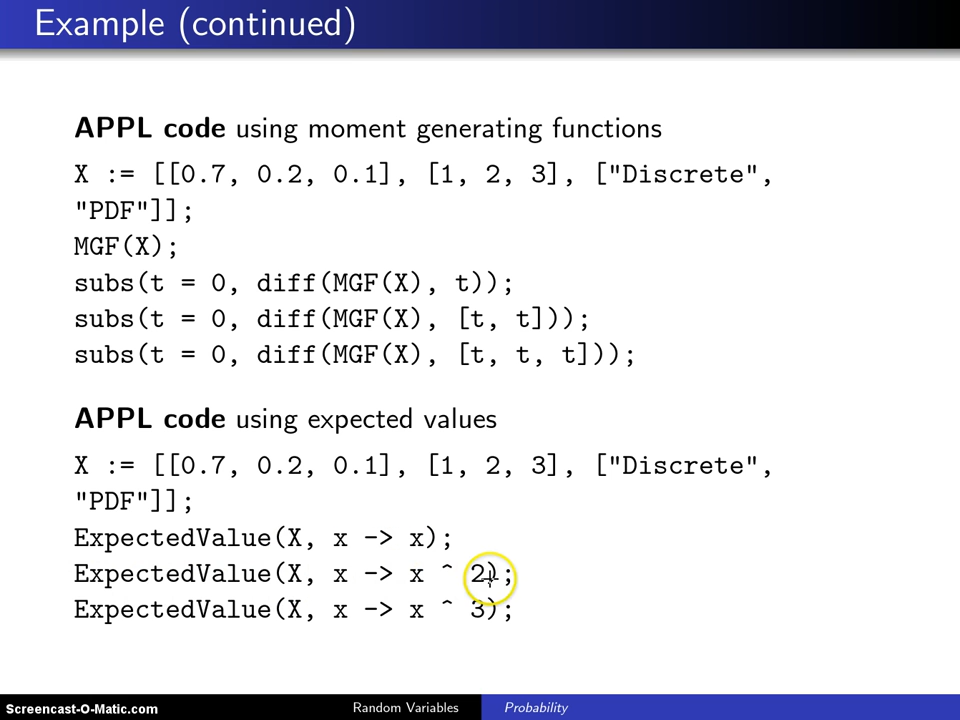 Example (continued)
APPL code using moment generating functions
X := [[0.7, 0.2, 0.1], [1, 2, 3], ["Discrete",
"PDF"]];
MGF(X);
subs(t = 0, diff(MGF(X), t));
subs(t = 0, diff(MGF(X), [t, t]));
subs(t = 0, diff(MGF(X), [t, t, t]));
APPL code using expected values
X := [[0.7, 0.2, 0.1], [1, 2, 3], ["Discrete",
"PDF"]];
ExpectedValue(X, x -> x);
ExpectedValue(X, x -> x ^ 2);
ExpectedValue(X, x -> x ^ 3);
Screencast-O-Matic.com Random Variables Probability